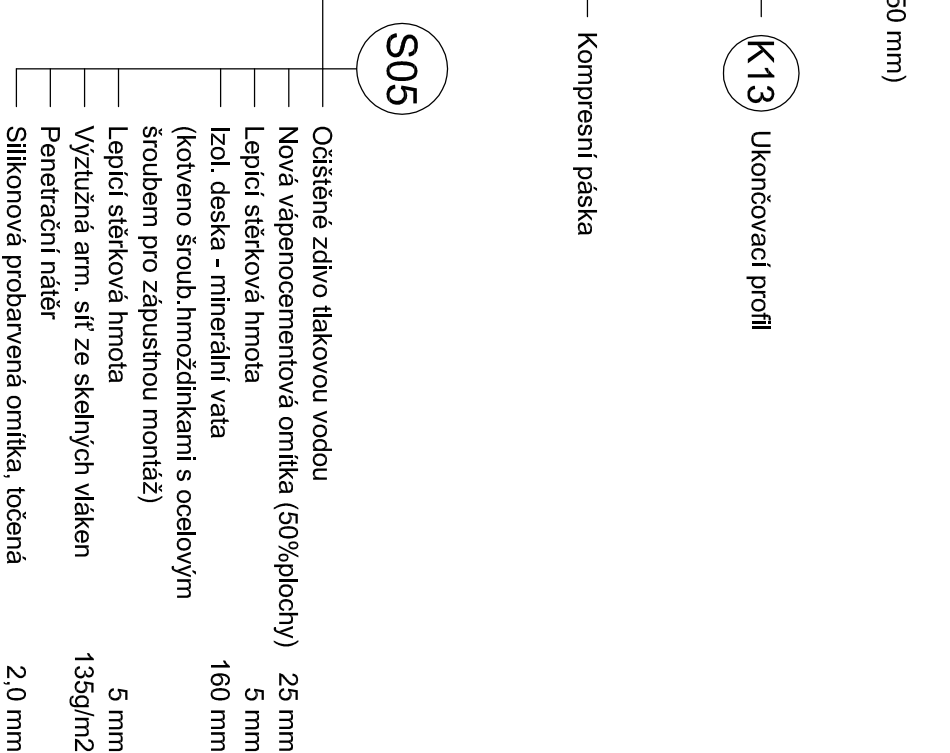 50 mm)
K13 Ukončovací profil
Kompresní páska
S05
Očištěné zdivo tlakovou vodou
Nová vápenocementová omítka (50%plochy) 25 mm
Lepící stěrková hmota 5 mm
Izol. deska - minerální vata 160 mm
(kotveno šroub.hmoždinkami s ocelovým
šroubem pro zápustnou montáž)
Lepící stěrková hmota 5 mm
Výztužná arm. síť ze skelných vláken 135g/m2
Penetrační nátěr
Silikonová probarvená omítka, točená 2,0 mm